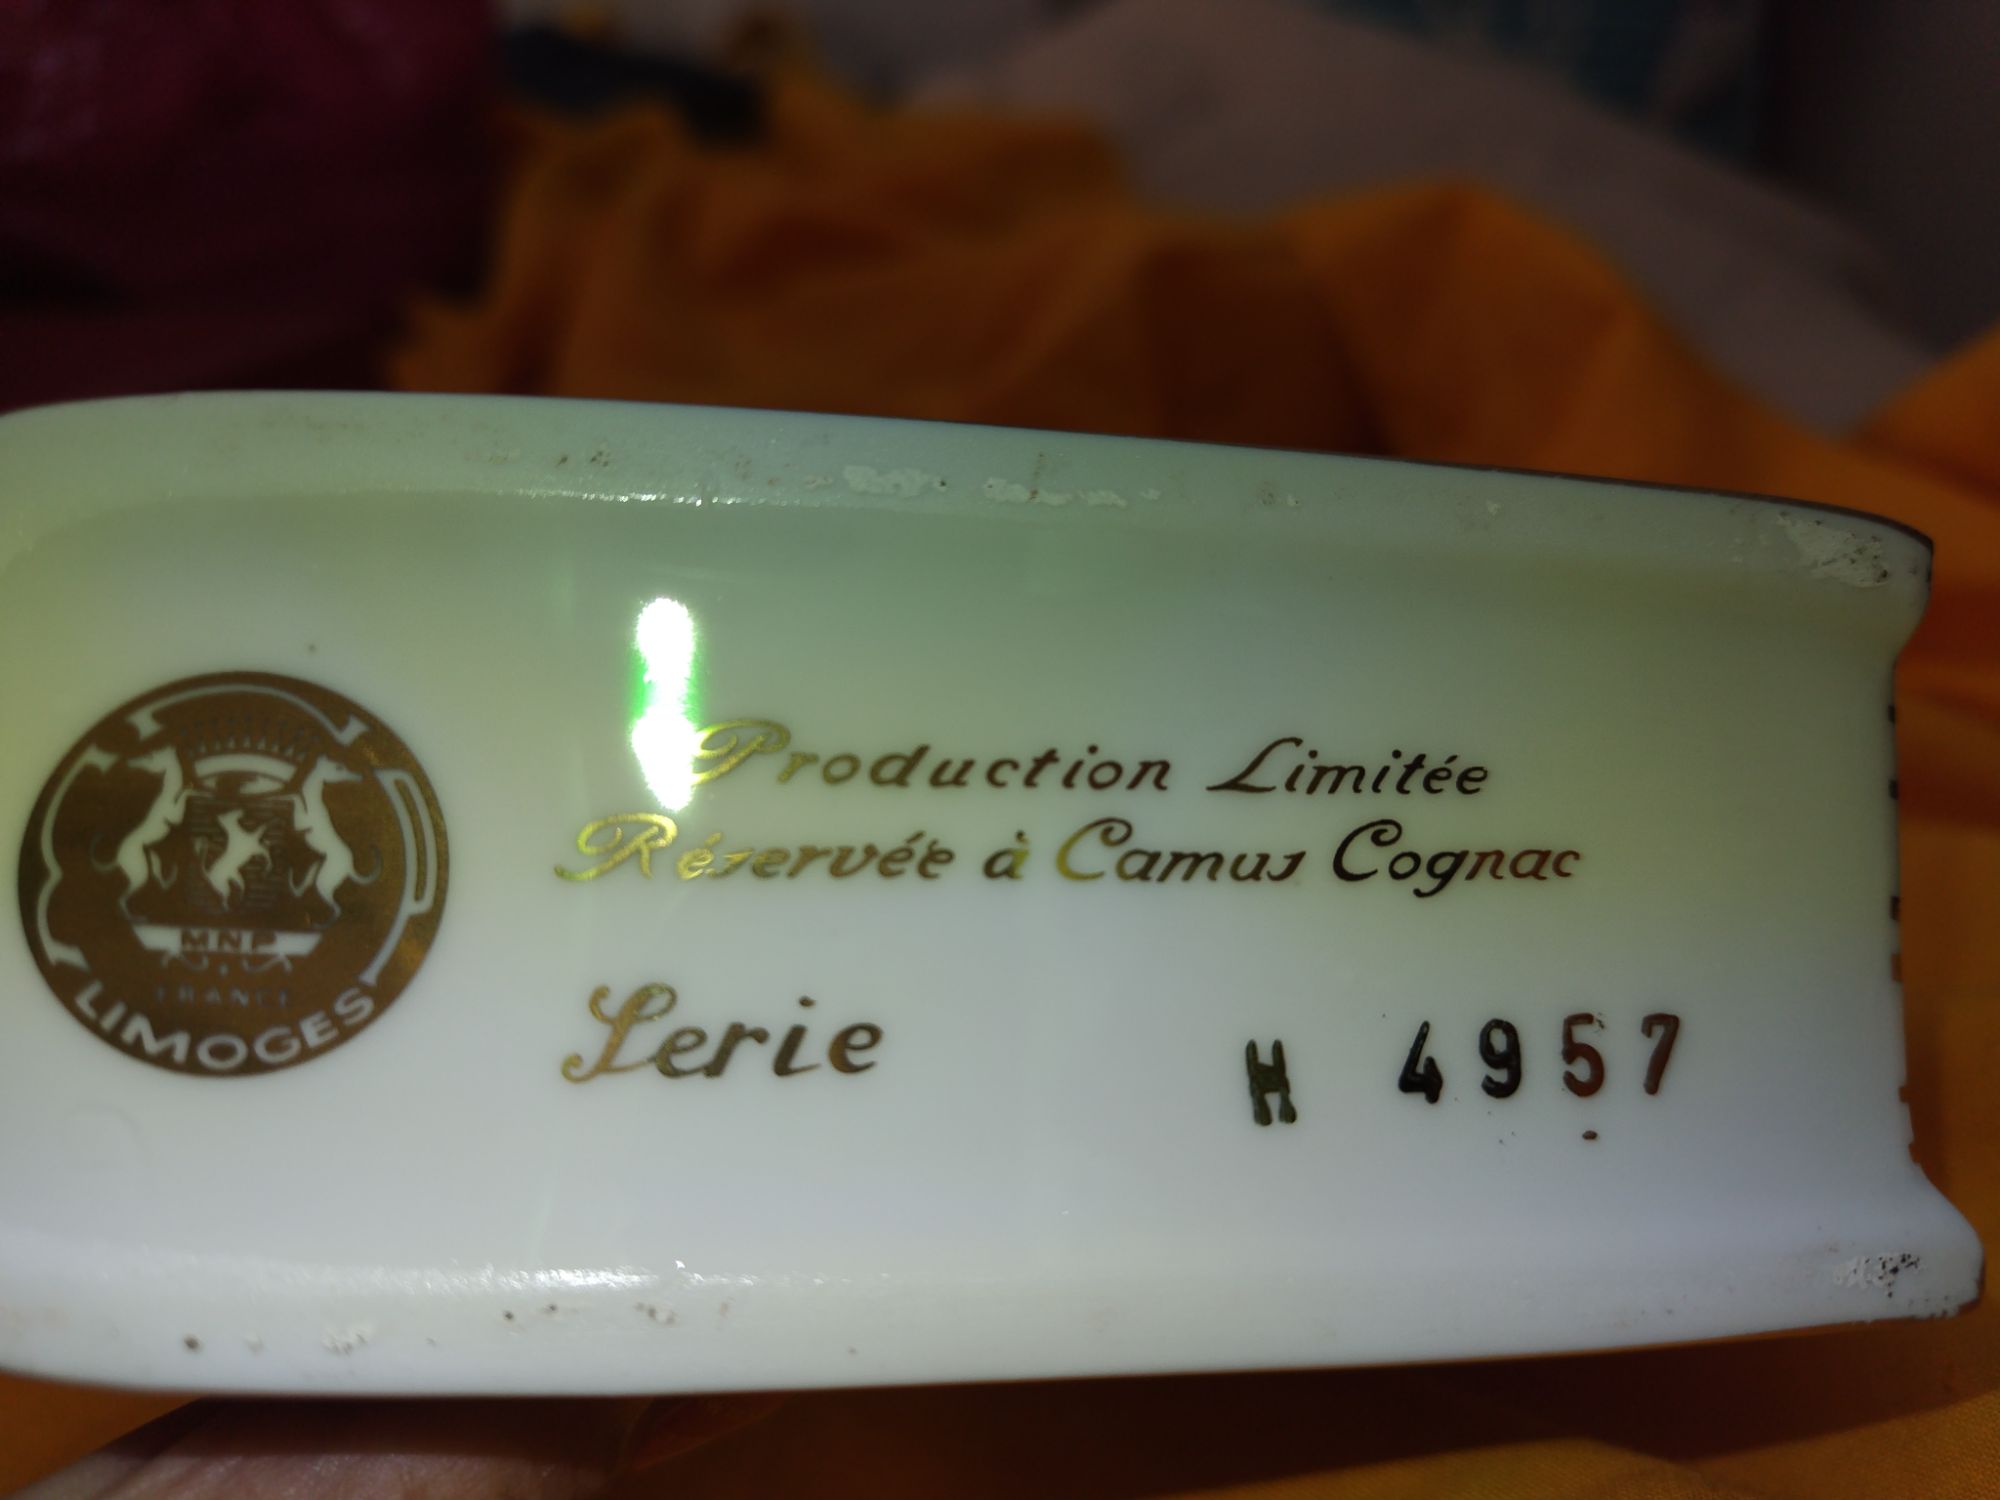 MNP
FRANCE
LIMOGES
Production Limitée
Réservée à Camus Cognac
Serie
H 4957